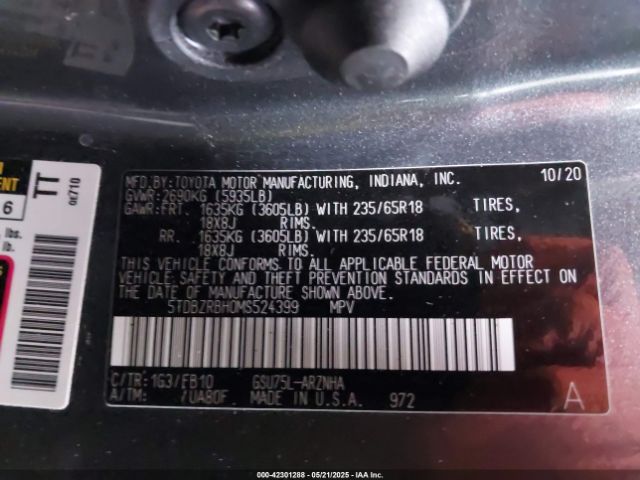 MFD.BY:TOYOTA MOTOR MANUFACTURING, INDIANA, INC. 10/20
GVWR: 2690KG (5935LB)
GAWR:FRT. 1635KG (3605LB) WITH 235/65R18 TIRES,
18X8J RIMS.
RR. 1635KG (3605LB) WITH 235/65R18 TIRES,
18X8J RIMS.
THIS VEHICLE CONFORMS TO ALL APPLICABLE FEDERAL MOTOR
VEHICLE SAFETY AND THEFT PREVENTION STANDARDS IN EFFECT ON
THE DATE OF MANUFACTURE SHOWN ABOVE.
5TDBZRBH0MS524399 MPV
C/TR: 1G3/FB10 GSU75L-ARZNHA
A/TM: /UA80F MADE IN U.S.A. 972 A
TT
6
lbs.
lb.
000-42301288 - 05/21/2025 - IAAI Inc.